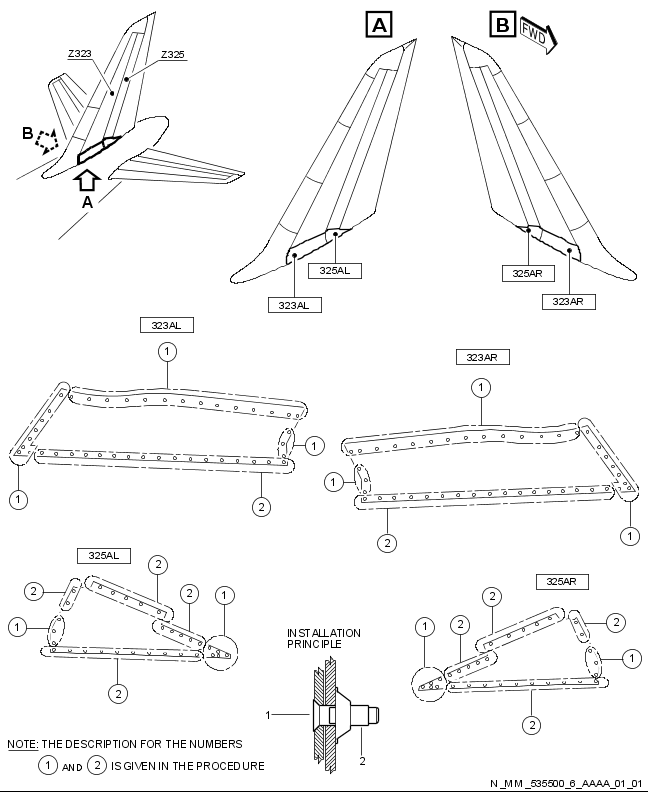 A
B
FWD
Z323
Z325
B
A
325AL
323AL
325AR
323AR
323AL
1
1
1
2
323AR
1
1
2
1
325AL
2
2
2
1
1
2
325AR
2
2
1
2
1
2
INSTALLATION
PRINCIPLE
1
2
NOTE: THE DESCRIPTION FOR THE NUMBERS
1 AND 2 IS GIVEN IN THE PROCEDURE
N_MM_535500_6_AAAA_01_01